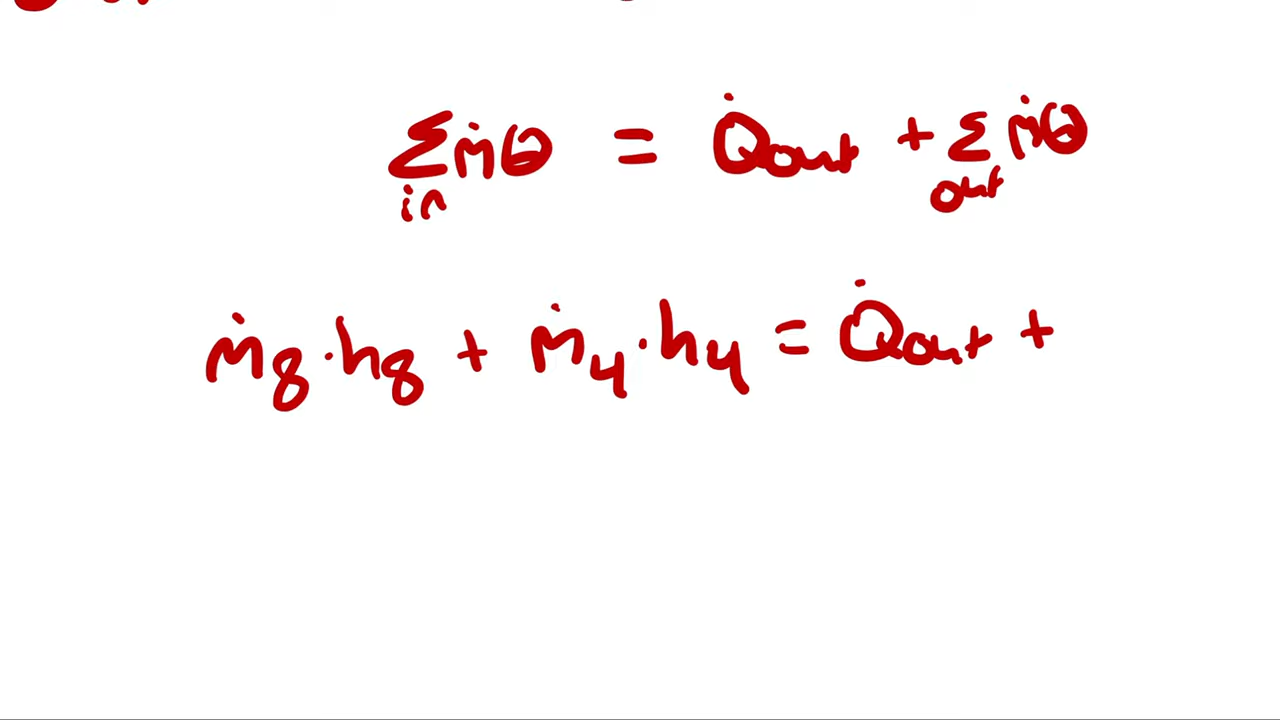 Σ ṁθ = Q̇out + Σ ṁθ
in out
ṁ8·h8 + ṁ4·h4 = Q̇out +